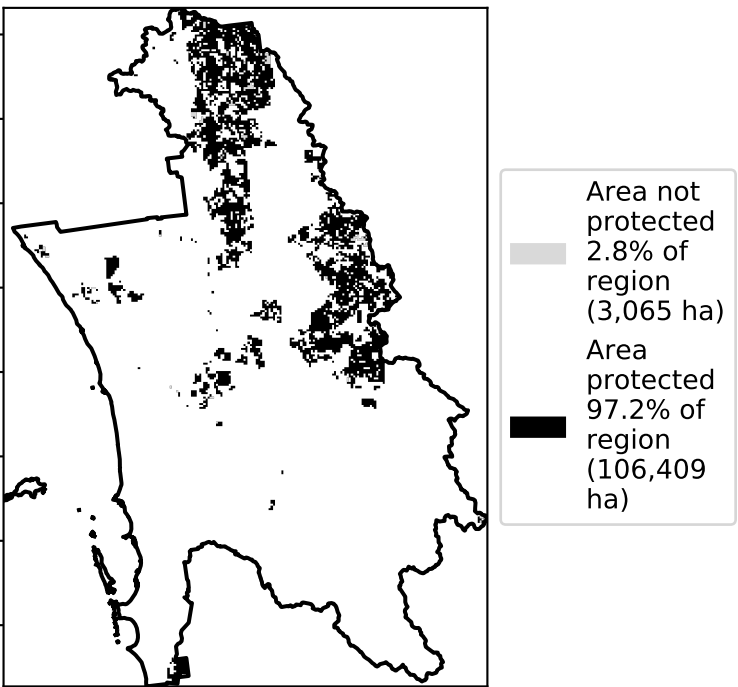 Area not
protected
2.8% of
region
(3,065 ha)
Area
protected
97.2% of
region
(106,409
ha)